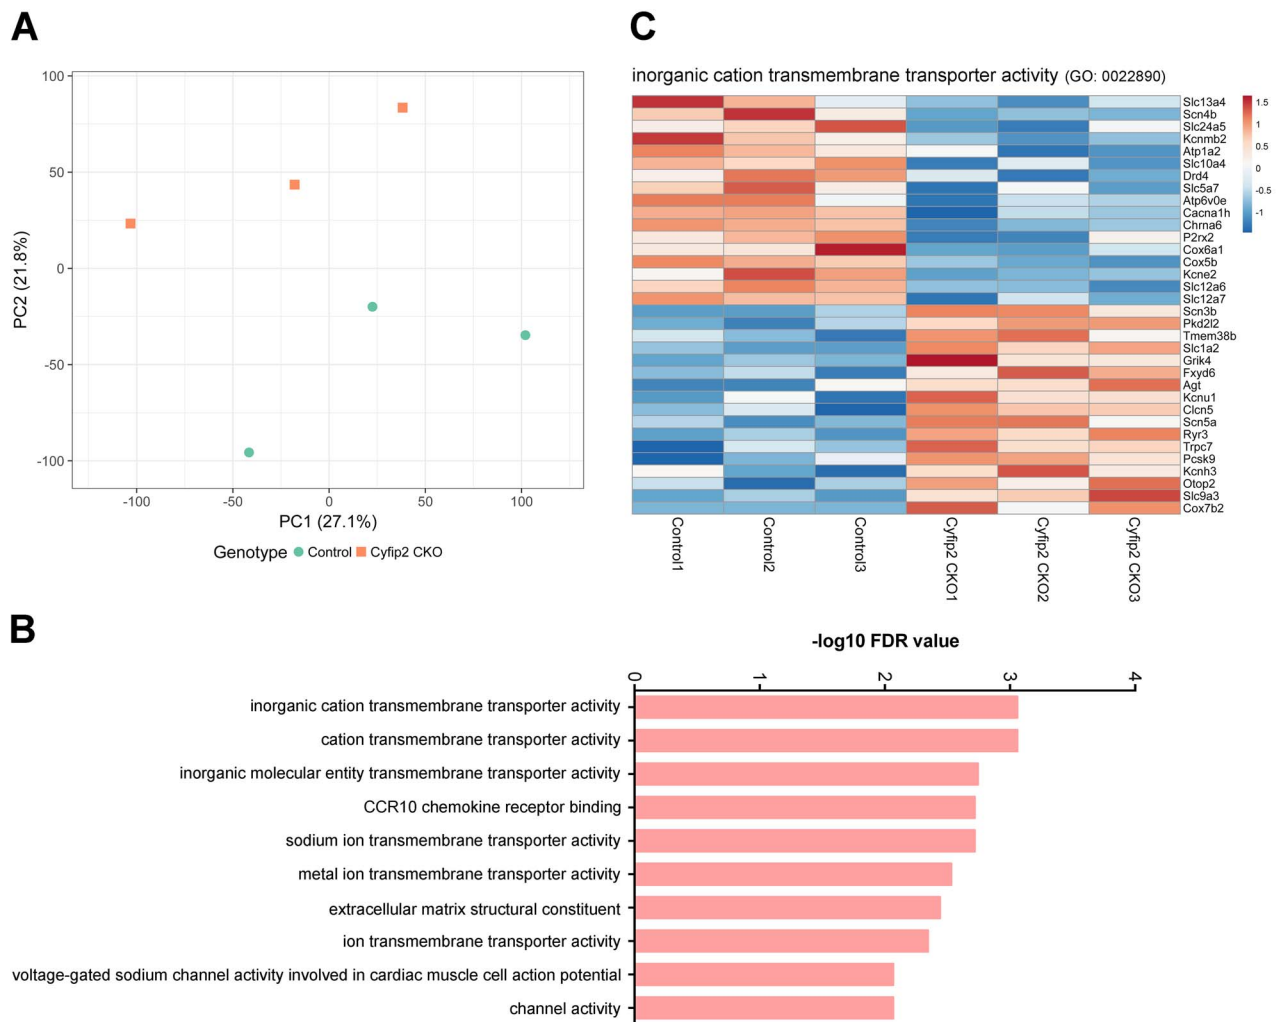 A
100
50
0
-50
-100
PC2 (21.8%)
-100
-50
0
50
100
PC1 (27.1%)
Genotype Control Cyfip2 CKO
C
inorganic cation transmembrane transporter activity (GO: 0022890)
Slc13a4
Scn4b
Slc24a5
Kcnmb2
Atp1a2
Slc10a4
Drd4
Slc5a7
Atp6v0e
Cacna1h
Chrna6
P2rx2
Cox6a1
Cox5b
Kcne2
Slc12a6
Slc12a7
Scn3b
Pkd2l2
Tmem38b
Slc1a2
Grik4
Fxyd6
Agt
Kcnu1
Clcn5
Scn5a
Ryr3
Trpc7
Pcsk9
Kcnh3
Otop2
Slc9a3
Cox7b2
1.5
1
0.5
0
-0.5
-1
Control1
Control2
Control3
Cyfip2 CKO1
Cyfip2 CKO2
Cyfip2 CKO3
B
-log10 FDR value
0
1
2
3
4
inorganic cation transmembrane transporter activity
cation transmembrane transporter activity
inorganic molecular entity transmembrane transporter activity
CCR10 chemokine receptor binding
sodium ion transmembrane transporter activity
metal ion transmembrane transporter activity
extracellular matrix structural constituent
ion transmembrane transporter activity
voltage-gated sodium channel activity involved in cardiac muscle cell action potential
channel activity